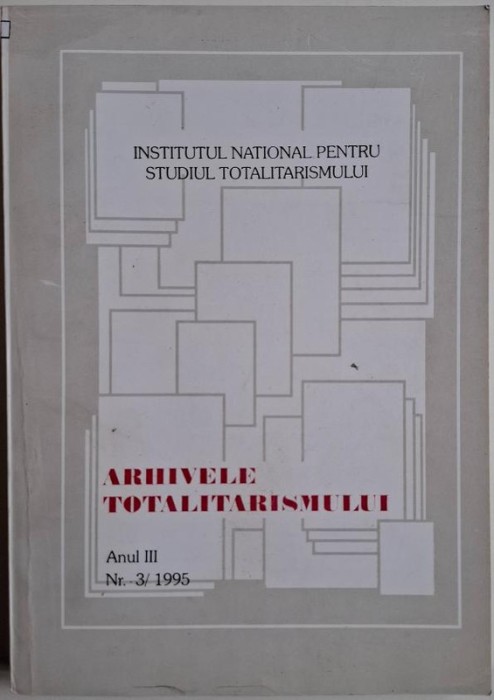 INSTITUTUL NATIONAL PENTRU
STUDIUL TOTALITARISMULUI
ARHIVELE
TOTALITARISMULUI
Anul III
Nr. 3/ 1995